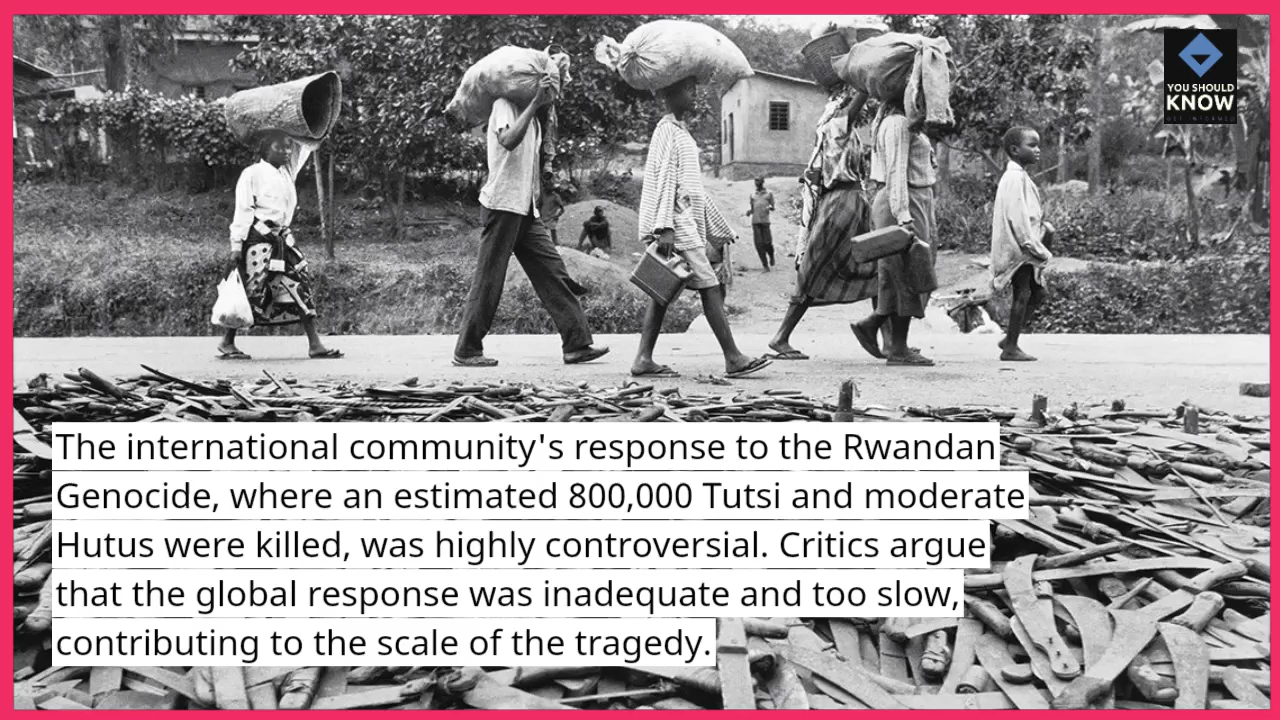 YOU SHOULD
KNOW
GET INFORMED
The international community's response to the Rwandan
Genocide, where an estimated 800,000 Tutsi and moderate
Hutus were killed, was highly controversial. Critics argue
that the global response was inadequate and too slow,
contributing to the scale of the tragedy.